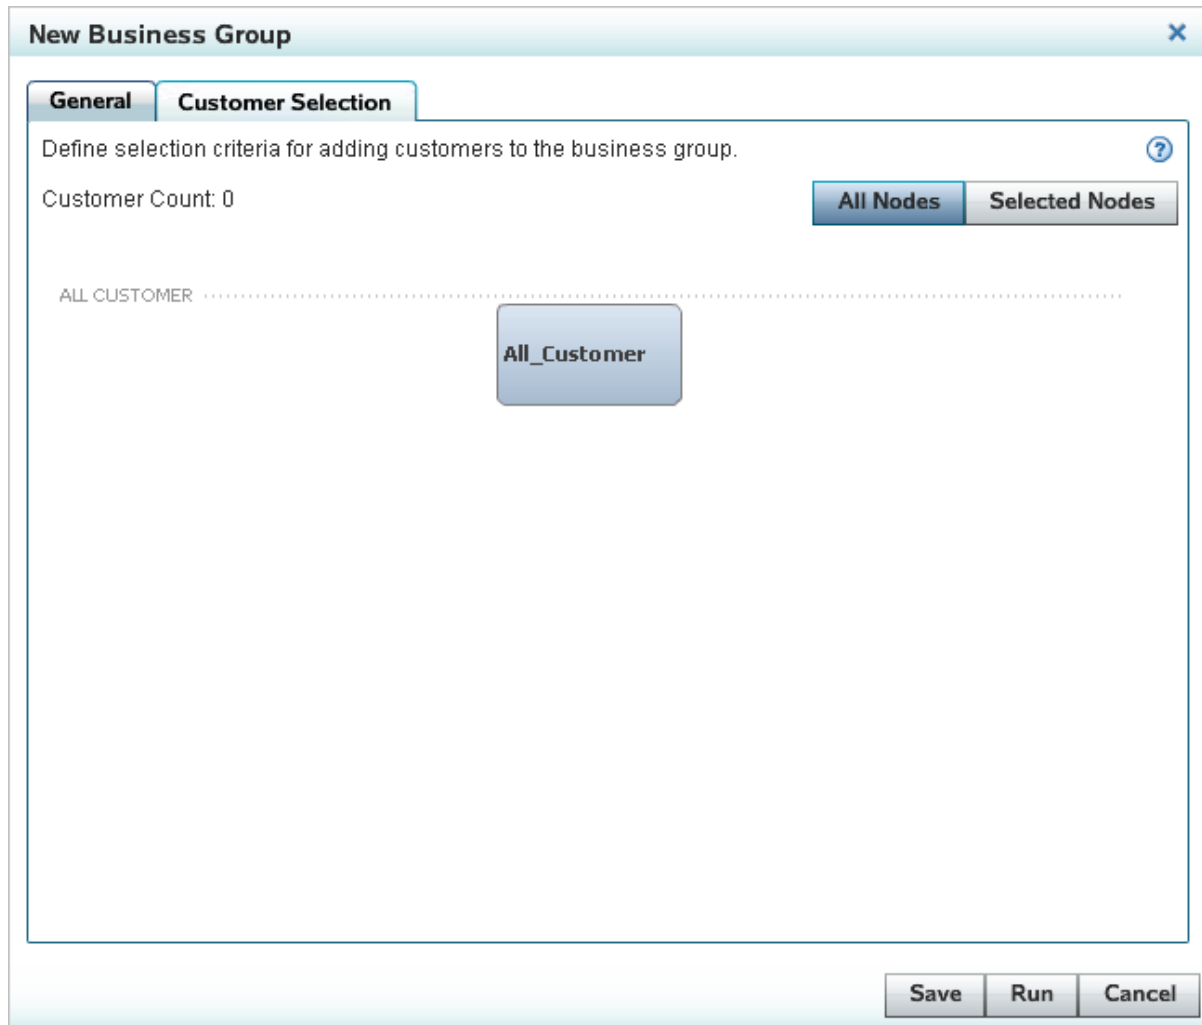 New Business Group
General Customer Selection
Define selection criteria for adding customers to the business group.
Customer Count: 0
All Nodes Selected Nodes
ALL CUSTOMER
All_Customer
Save Run Cancel